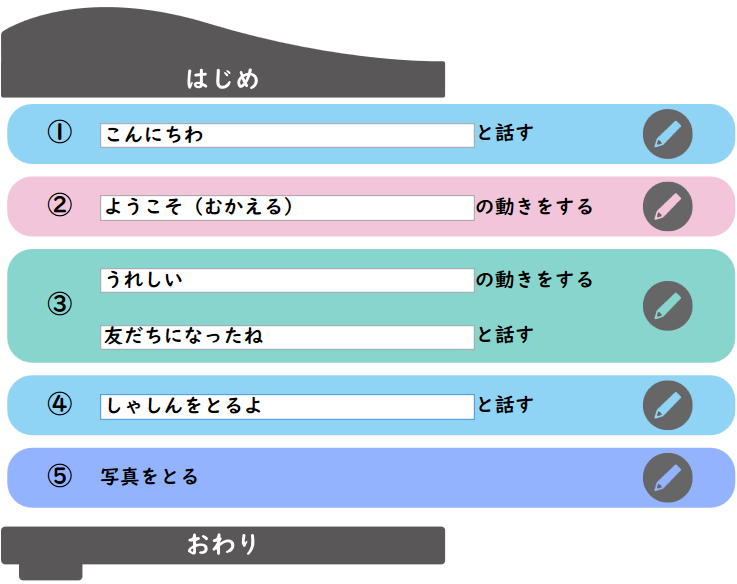 はじめ
① こんにちわ と話す
② ようこそ（むかえる） の動きをする
③ うれしい の動きをする
友だちになったね と話す
④ しゃしんをとるよ と話す
⑤ 写真をとる
おわり